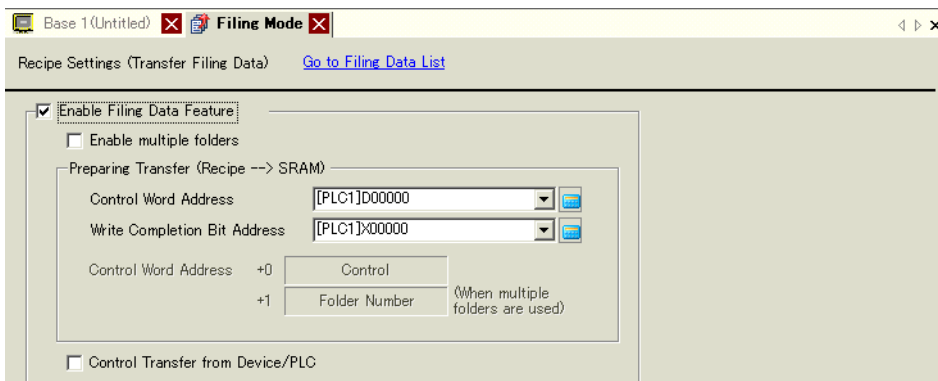 Base 1(Untitled) Filing Mode
Recipe Settings (Transfer Filing Data) Go to Filing Data List
Enable Filing Data Feature
Enable multiple folders
Preparing Transfer (Recipe --> SRAM)
Control Word Address [PLC1]D00000
Write Completion Bit Address [PLC1]X00000
Control Word Address +0 Control
+1 Folder Number (When multiple
folders are used)
Control Transfer from Device/PLC